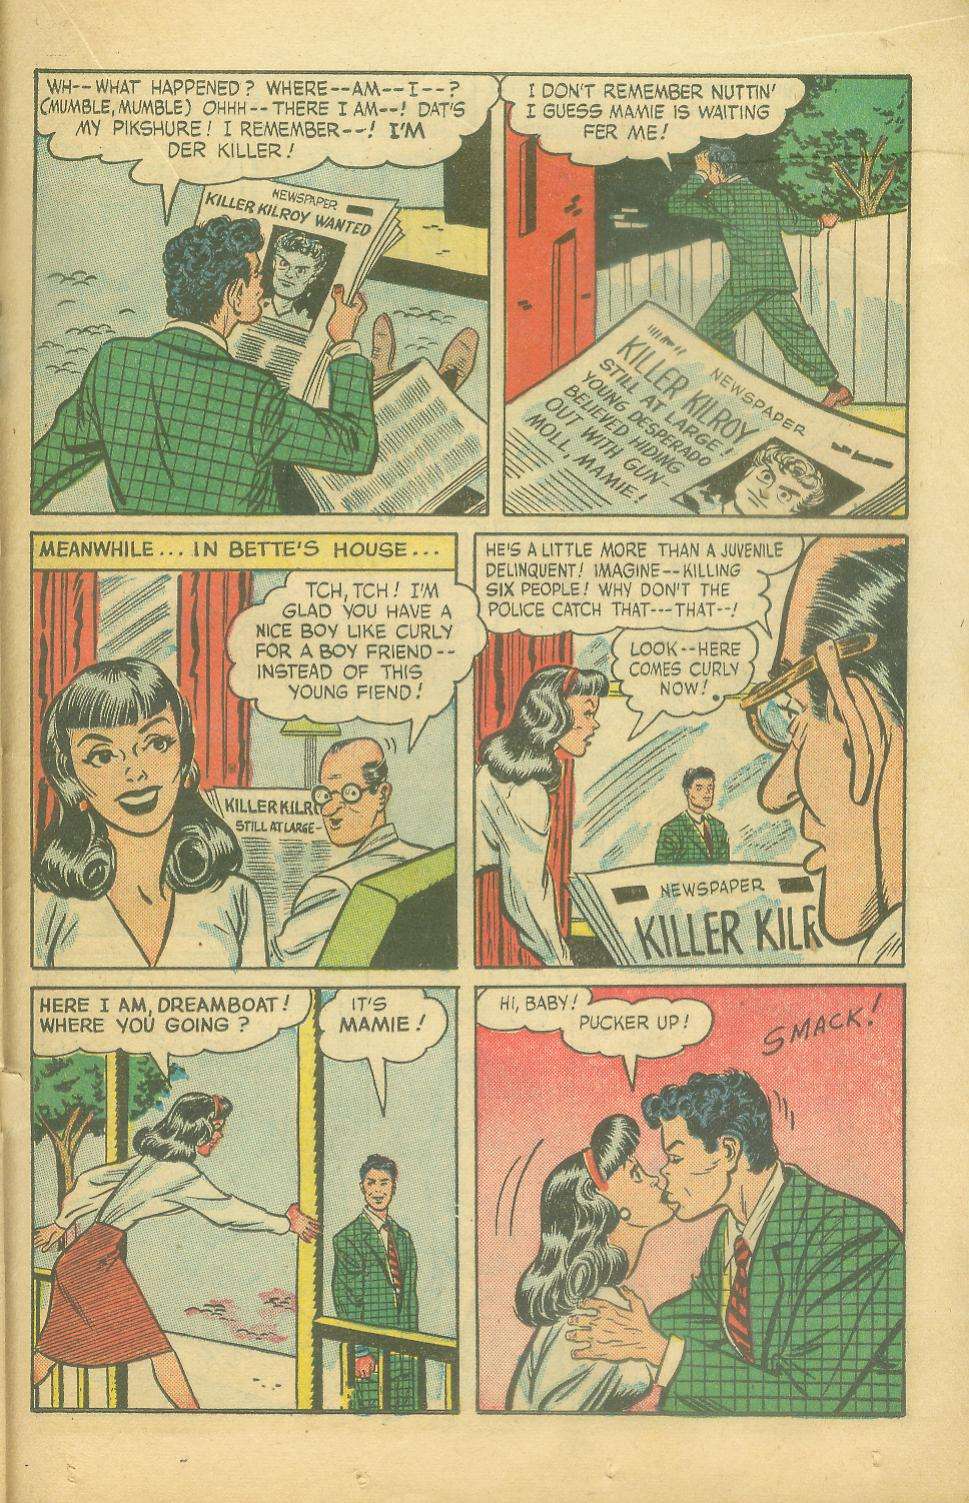 WH--WHAT HAPPENED? WHERE--AM--I--?
(MUMBLE, MUMBLE) OHHH--THERE I AM--! DAT'S
MY PIKSHURE! I REMEMBER--! I'M
DER KILLER!
NEWSPAPER
KILLER KILROY WANTED
I DON'T REMEMBER NUTTIN'
I GUESS MAMIE IS WAITING
FER ME!
NEWSPAPER
KILLER KILROY
STILL AT LARGE!
YOUNG DESPERADO
BELIEVED HIDING
OUT WITH GUN-
MOLL, MAMIE!
MEANWHILE... IN BETTE'S HOUSE...
TCH, TCH! I'M
GLAD YOU HAVE A
NICE BOY LIKE CURLY
FOR A BOY FRIEND--
INSTEAD OF THIS
YOUNG FIEND!
KILLER KILR
STILL AT LARGE-
HE'S A LITTLE MORE THAN A JUVENILE
DELINQUENT! IMAGINE--KILLING
SIX PEOPLE! WHY DON'T THE
POLICE CATCH THAT---THAT--!
LOOK--HERE
COMES CURLY
NOW!
NEWSPAPER
KILLER KILR
HERE I AM, DREAMBOAT!
WHERE YOU GOING?
IT'S
MAMIE!
HI, BABY!
PUCKER UP!
SMACK!